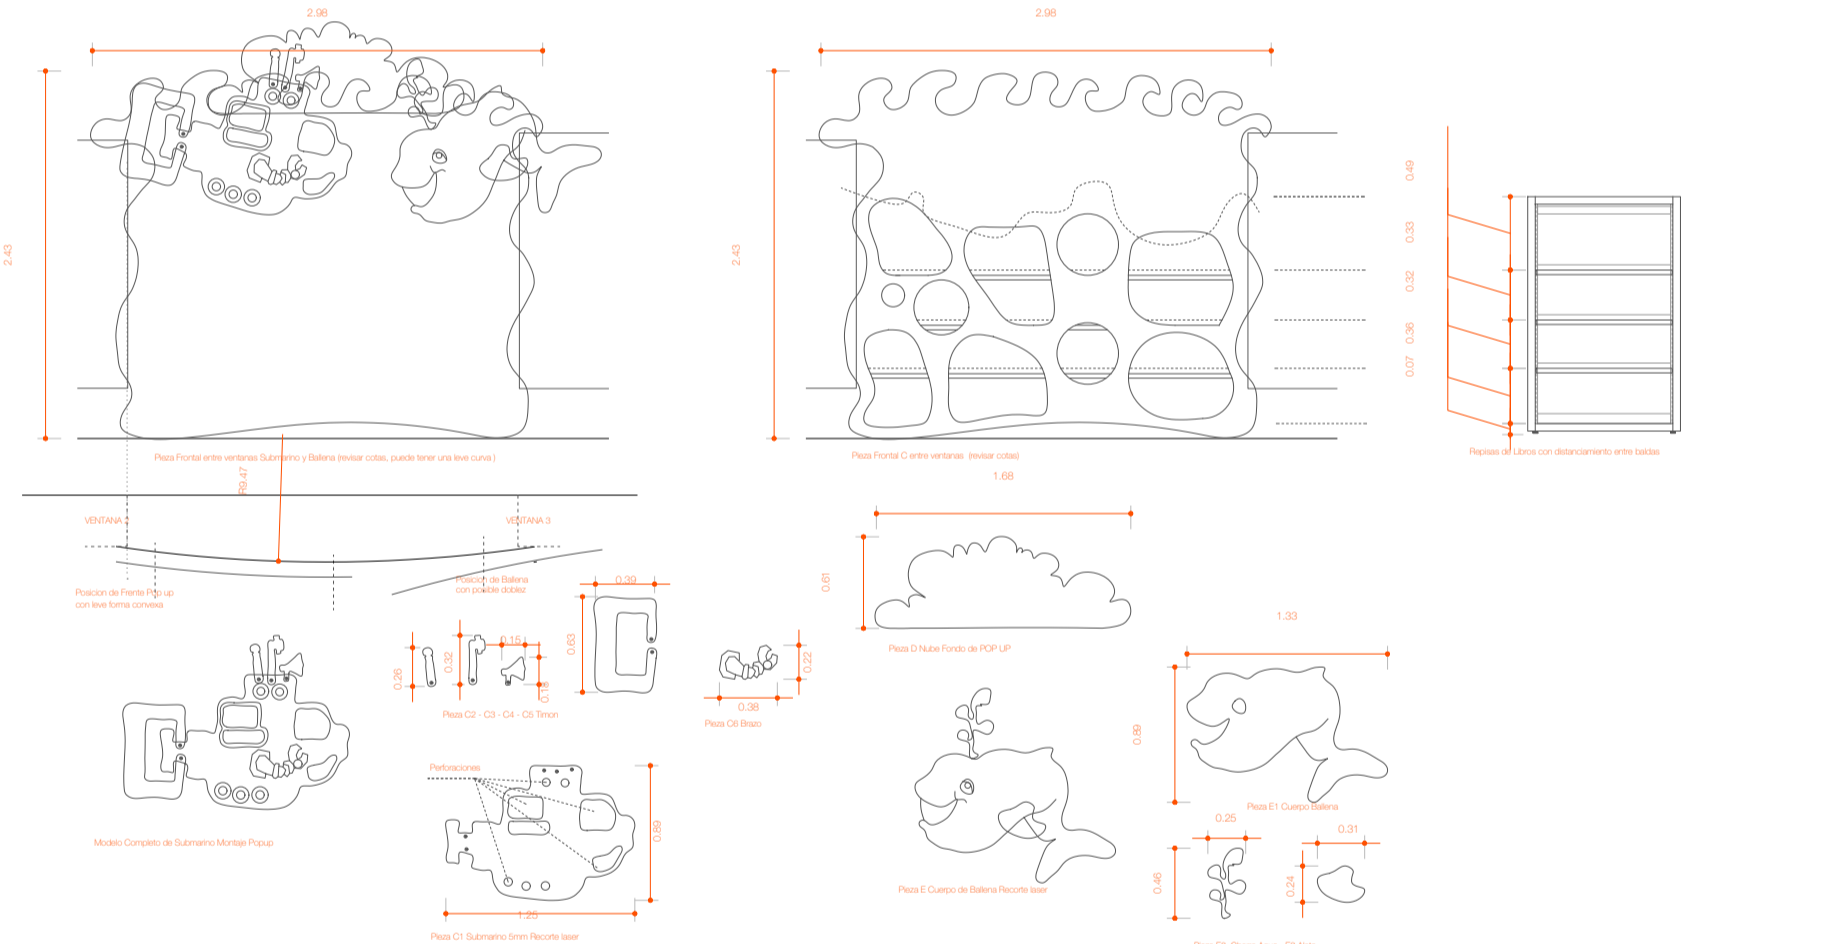 2.98
2.98
2.43
2.43
0.49
0.33
0.32
0.36
0.07
Pieza Frontal entre ventanas Submarino y Ballena (revisar cotas, puede tener una leve curva )
Pieza Frontal C entre ventanas (revisar cotas)
Repisas de Libros con distanciamiento entre baldas
R9.47
VENTANA
VENTANA 3
Posicion de Frente Pop up
con leve forma convexa
Posicion de Ballena
con posible doblez
0.39
0.63
0.26
0.32
0.15
0.18
Pieza C2 - C3 - C4 - C5 Timon
0.22
0.38
Pieza C6 Brazo
1.68
0.61
Pieza D Nube Fondo de POP UP
1.33
0.89
Pieza E1 Cuerpo Ballena
Modelo Completo de Submarino Montaje Popup
Perforaciones
0.89
1.25
Pieza C1 Submarino 5mm Recorte laser
Pieza E Cuerpo de Ballena Recorte laser
0.25
0.46
0.31
0.24